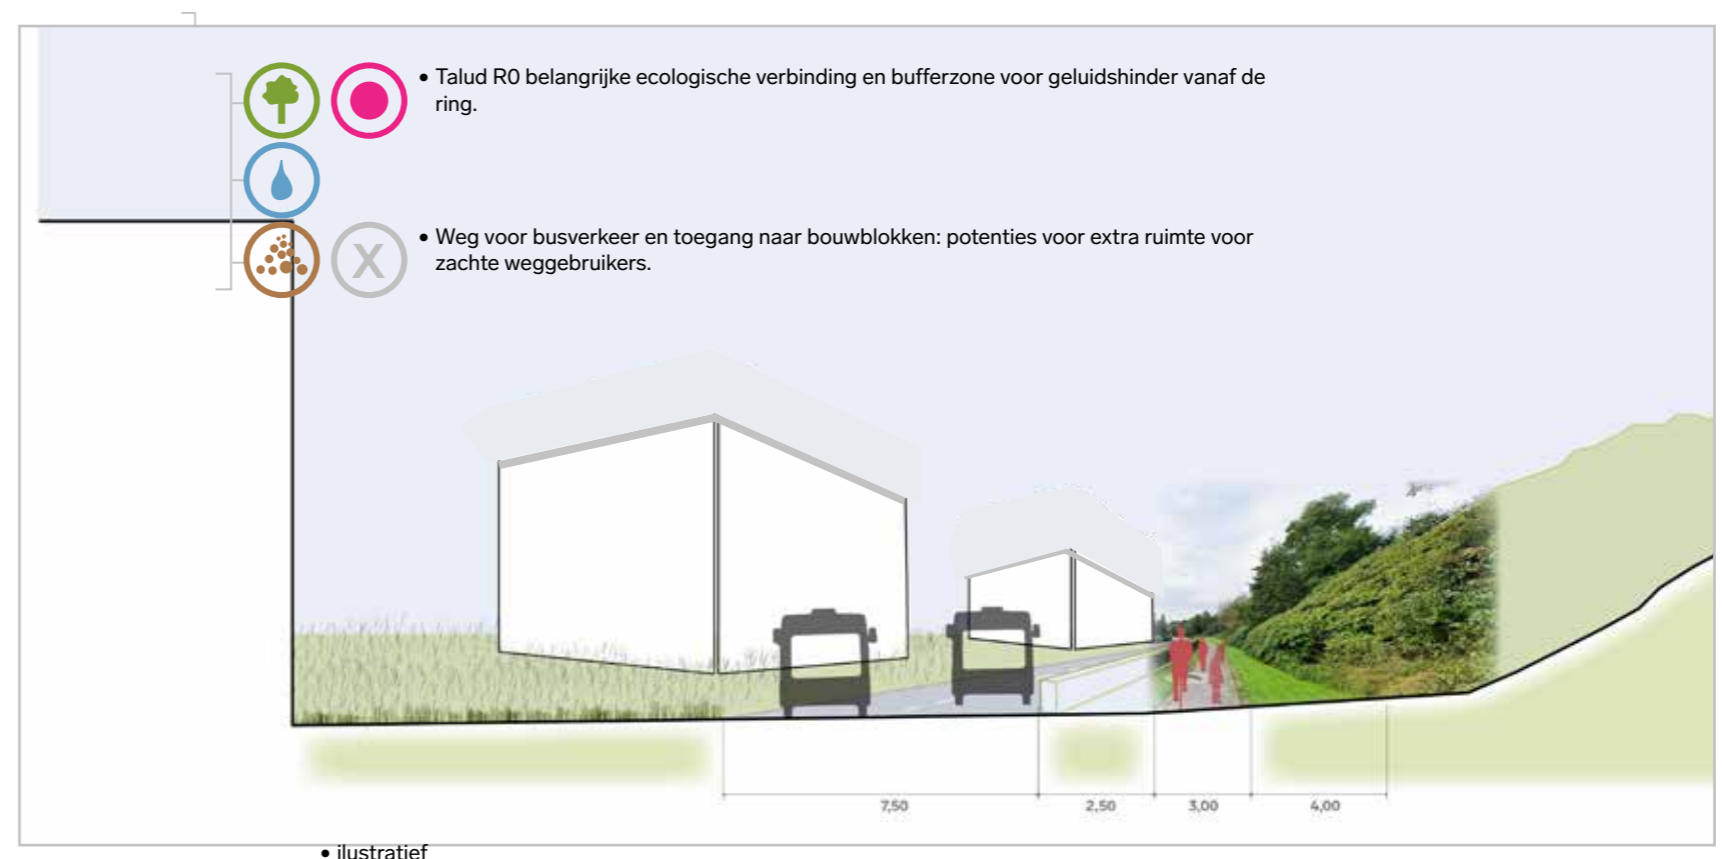 • Talud R0 belangrijke ecologische verbinding en bufferzone voor geluidshinder vanaf de
ring.
• Weg voor busverkeer en toegang naar bouwblokken: potenties voor extra ruimte voor
zachte weggebruikers.
X
7,50
2,50
3,00
4,00
• ilustratief